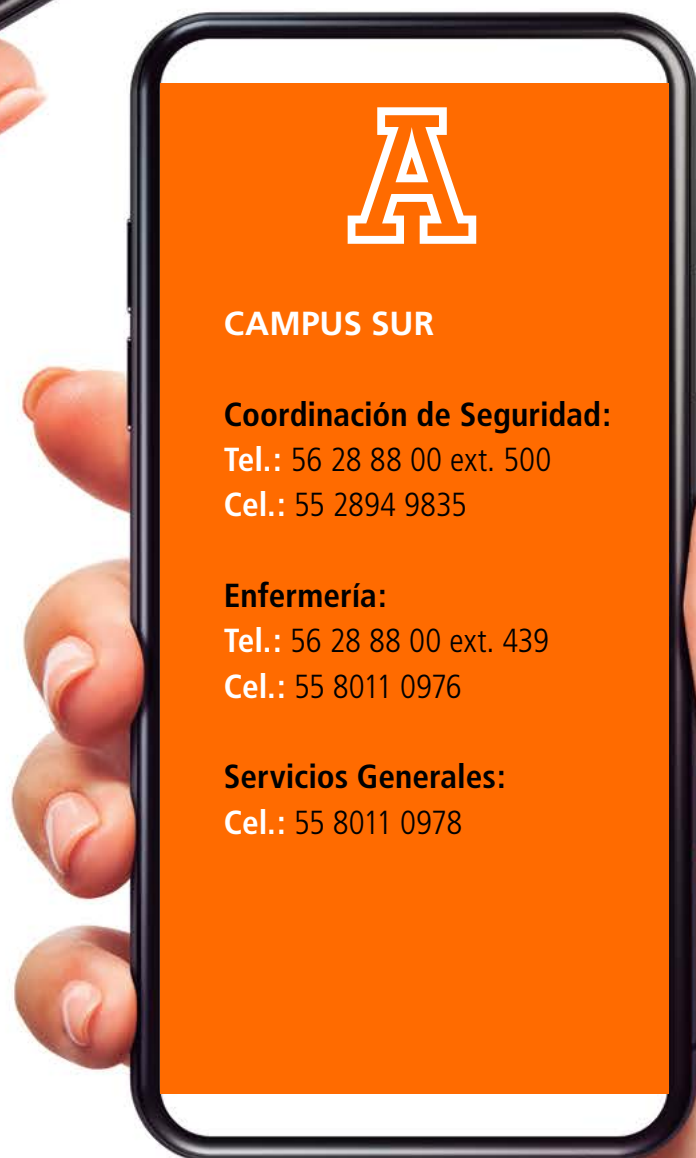 A
CAMPUS SUR
Coordinación de Seguridad:
Tel.: 56 28 88 00 ext. 500
Cel.: 55 2894 9835
Enfermería:
Tel.: 56 28 88 00 ext. 439
Cel.: 55 8011 0976
Servicios Generales:
Cel.: 55 8011 0978